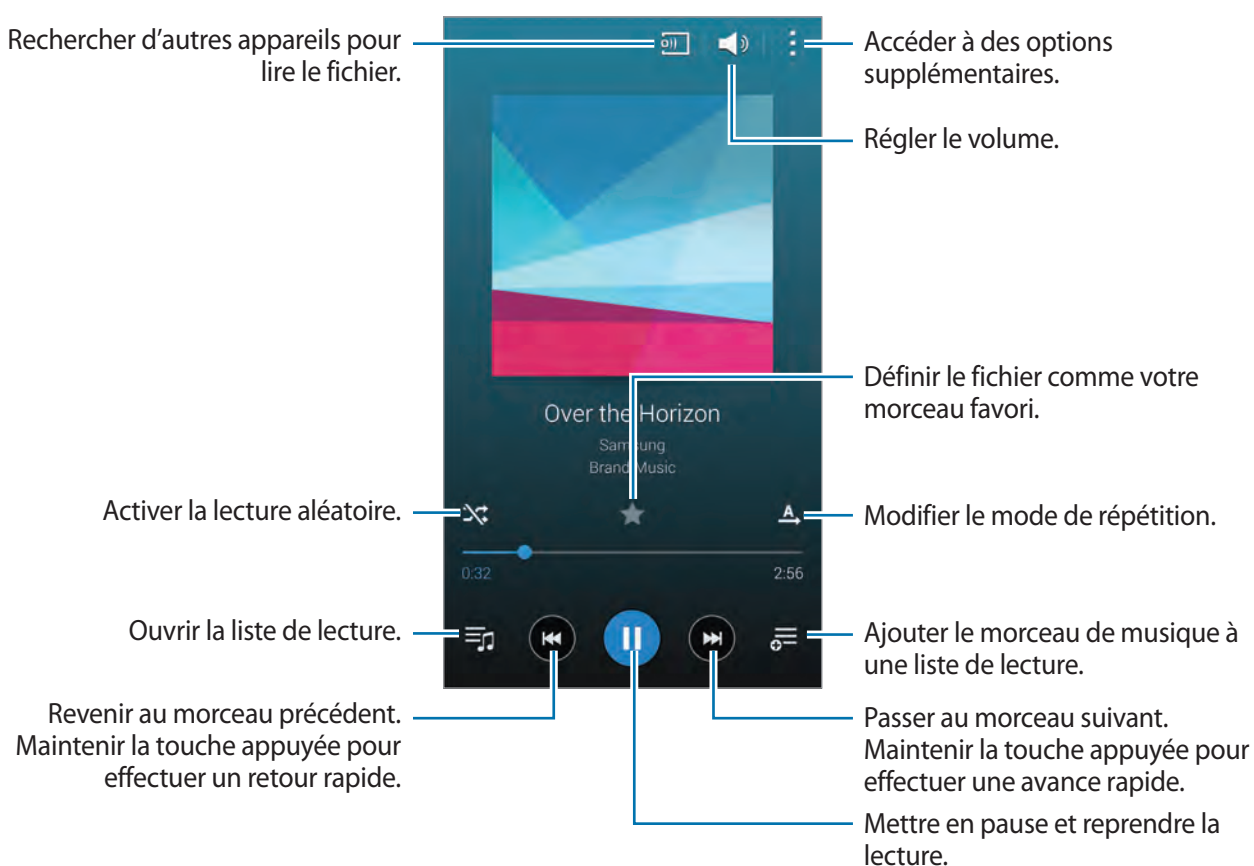 Rechercher d'autres appareils pour
lire le fichier.
Accéder à des options
supplémentaires.
Régler le volume.
Définir le fichier comme votre
morceau favori.
Over the Horizon
Samsung
Brand Music
Activer la lecture aléatoire.
A
Modifier le mode de répétition.
0:32
2:56
Ouvrir la liste de lecture.
Ajouter le morceau de musique à
une liste de lecture.
Revenir au morceau précédent.
Maintenir la touche appuyée pour
effectuer un retour rapide.
Passer au morceau suivant.
Maintenir la touche appuyée pour
effectuer une avance rapide.
Mettre en pause et reprendre la
lecture.